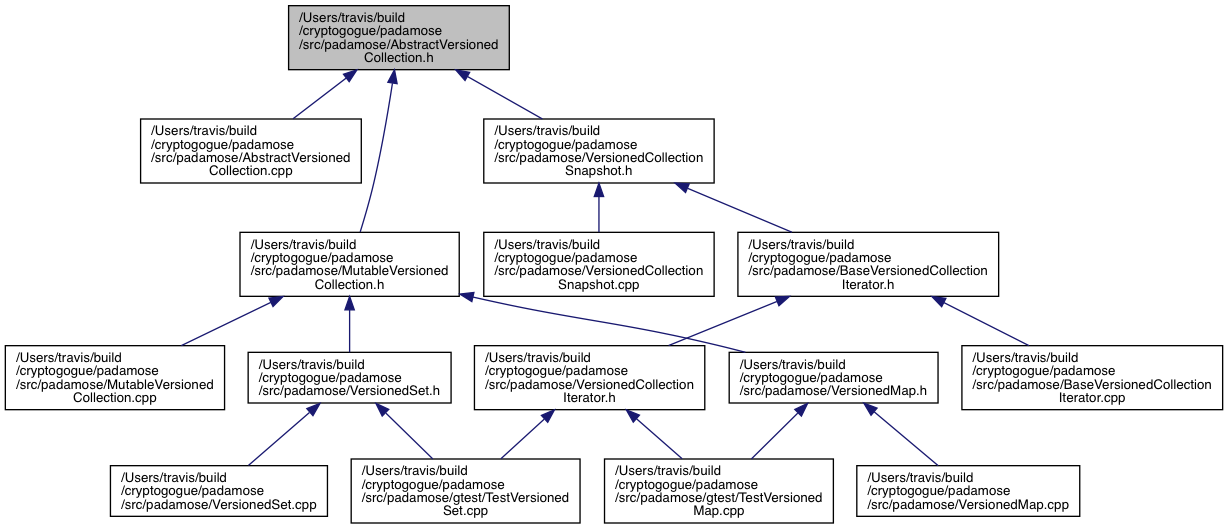 /Users/travis/build
/cryptogogue/padamose
/src/padamose/AbstractVersioned
Collection.h
/Users/travis/build
/cryptogogue/padamose
/src/padamose/AbstractVersioned
Collection.cpp
/Users/travis/build
/cryptogogue/padamose
/src/padamose/VersionedCollection
Snapshot.h
/Users/travis/build
/cryptogogue/padamose
/src/padamose/MutableVersioned
Collection.h
/Users/travis/build
/cryptogogue/padamose
/src/padamose/VersionedCollection
Snapshot.cpp
/Users/travis/build
/cryptogogue/padamose
/src/padamose/BaseVersionedCollection
Iterator.h
/Users/travis/build
/cryptogogue/padamose
/src/padamose/MutableVersioned
Collection.cpp
/Users/travis/build
/cryptogogue/padamose
/src/padamose/VersionedSet.h
/Users/travis/build
/cryptogogue/padamose
/src/padamose/VersionedCollection
Iterator.h
/Users/travis/build
/cryptogogue/padamose
/src/padamose/VersionedMap.h
/Users/travis/build
/cryptogogue/padamose
/src/padamose/BaseVersionedCollection
Iterator.cpp
/Users/travis/build
/cryptogogue/padamose
/src/padamose/VersionedSet.cpp
/Users/travis/build
/cryptogogue/padamose
/src/padamose/gtest/TestVersioned
Set.cpp
/Users/travis/build
/cryptogogue/padamose
/src/padamose/gtest/TestVersioned
Map.cpp
/Users/travis/build
/cryptogogue/padamose
/src/padamose/VersionedMap.cpp